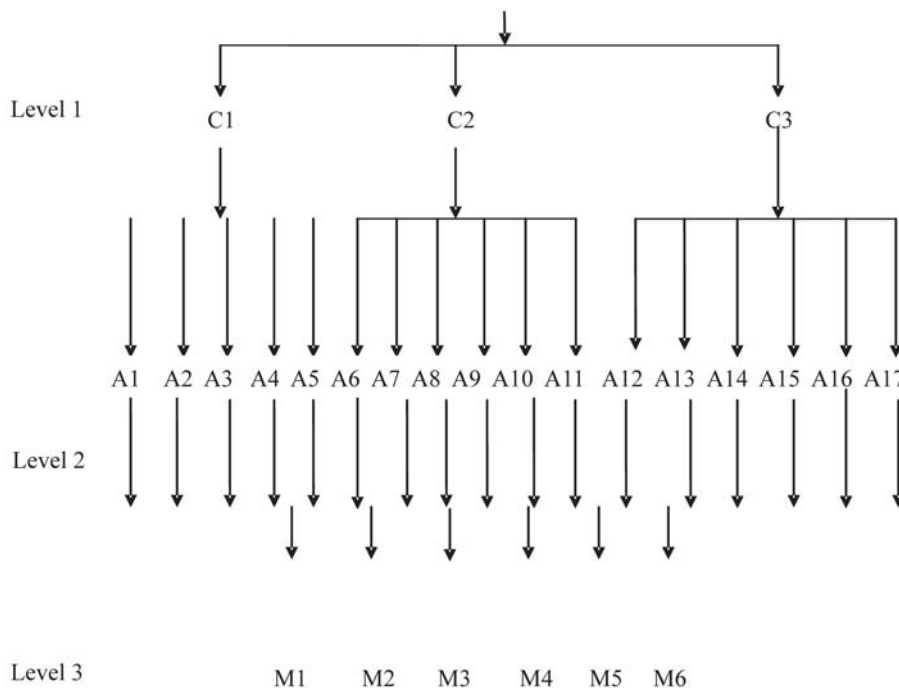 Level 1
C1 C2 C3
A1 A2 A3 A4 A5 A6 A7 A8 A9 A10 A11 A12 A13 A14 A15 A16 A17
Level 2
Level 3 M1 M2 M3 M4 M5 M6